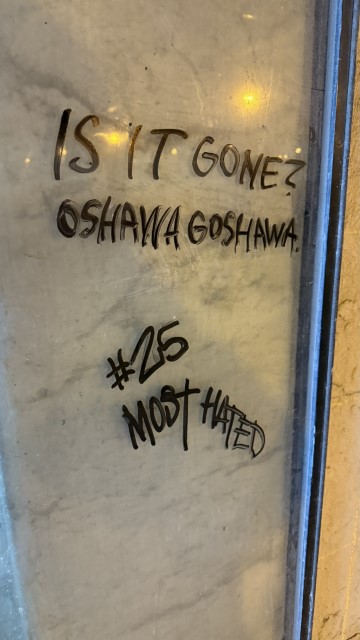 IS IT GONE?
OSHAWA GOSHAWA.
#25
MOST HATED